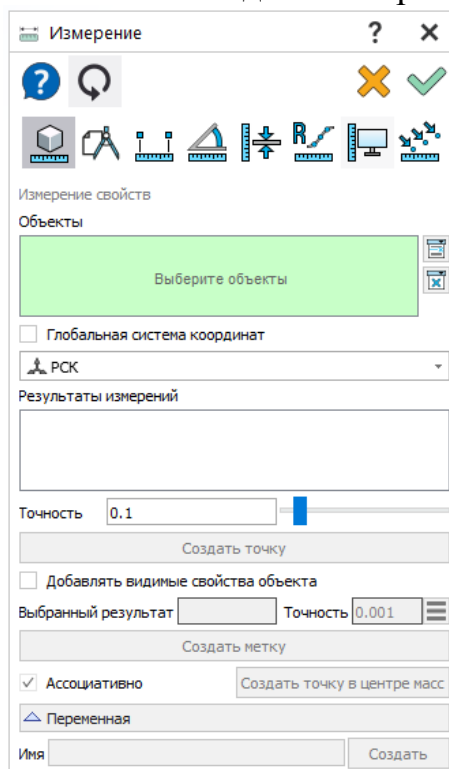 Измерение ?
?
R
Измерение свойств
Объекты
Выберите объекты
Глобальная система координат
РСК
Результаты измерений
Точность 0.1
Создать точку
Добавлять видимые свойства объекта
Выбранный результат Точность 0.001
Создать метку
Ассоциативно Создать точку в центре масс
Переменная
Имя Создать